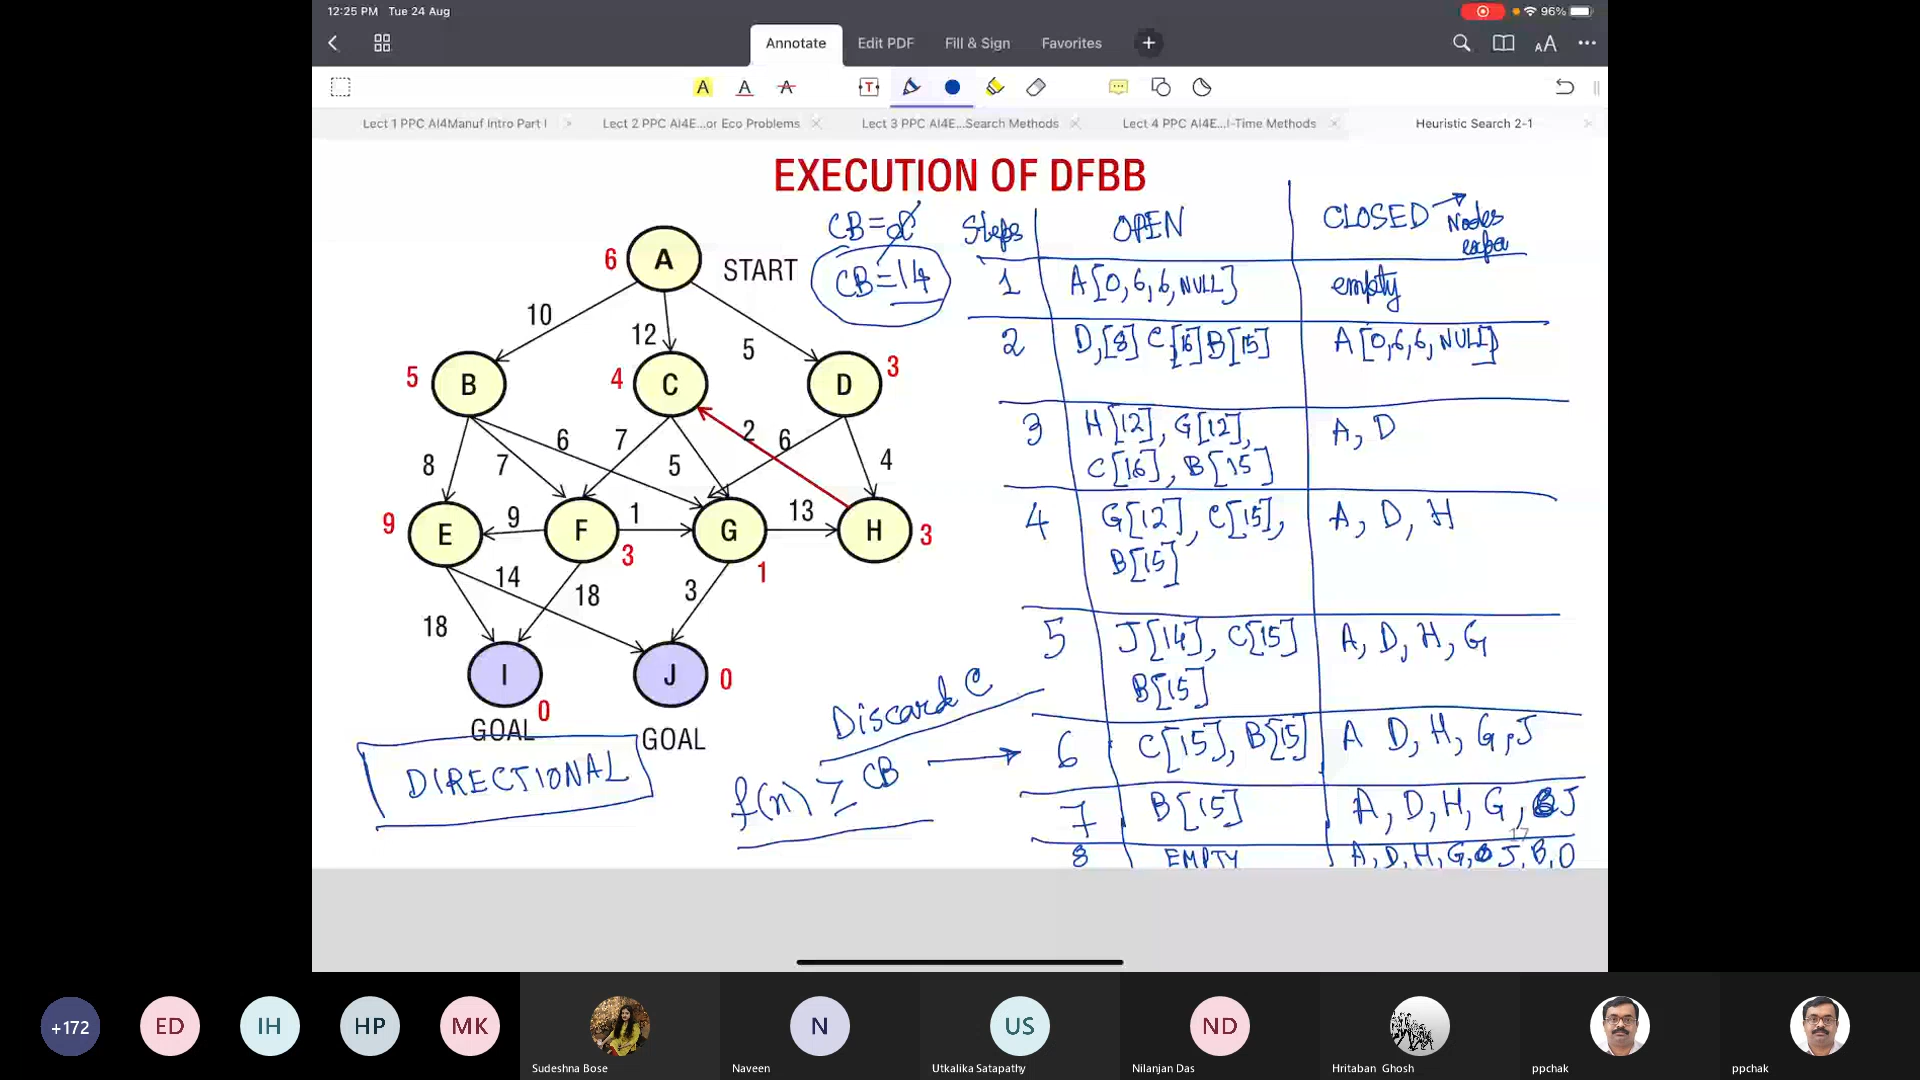 12:25 PM Tue 24 Aug
96%
Annotate Edit PDF Fill & Sign Favorites
Lect 1 PPC AI4Manuf Intro Part I
Lect 2 PPC AI4E...or Eco Problems
Lect 3 PPC AI4E...Search Methods
Lect 4 PPC AI4E...l-Time Methods
Heuristic Search 2-1
EXECUTION OF DFBB
CB=∝
CB=14
Steps OPEN CLOSED → Nodes
expa
1 A[0,6,6,NULL] empty
2 D,[8] C,[16] B[15] A[0,6,6,NULL]
3 H[12], G[12], A, D
C[16], B[15]
4 G[12], C[15], A, D, H
B[15]
5 J[14], C[15] A, D, H, G
B[15]
6 C[15], B[15] A D, H, G, J
7 B[15] A, D, H, G, J
8 EMPTY A, D, H, G, J, B, 0
17
6 A START
10 12 5
5 B 4 C D 3
8 7 6 7 5 2 6 4
9 E 9 F 1 G 13 H 3
3 1
14 18 3
18
I J 0
0
GOAL GOAL
DIRECTIONAL
Discard C
f(n) ≥ CB →
+172 ED IH HP MK N US ND
Sudeshna Bose
Naveen
Utkalika Satapathy
Nilanjan Das
Hritaban Ghosh
ppchak
ppchak